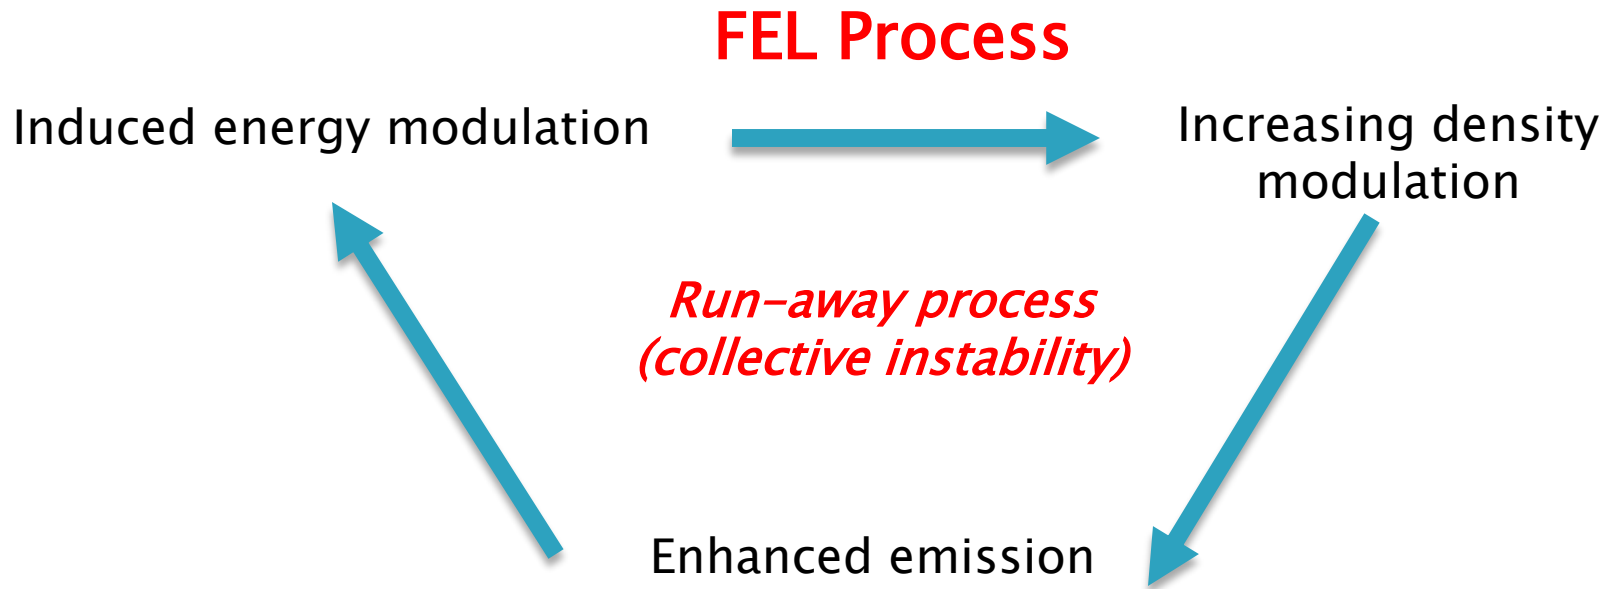 FEL Process
Induced energy modulation
Increasing density
modulation
Run-away process
(collective instability)
Enhanced emission